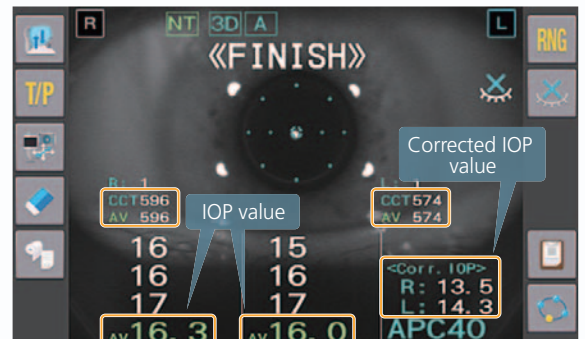 R NT 3D A L
RNG
《FINISH》
T/P
Corrected IOP
value
R: 1
L: 1
CCT596
CCT574
AV 596
AV 574
IOP value
16 15
16 16
17 17
<Corr. IOP>
R: 13. 5
L: 14. 3
AV16. 3 AV16. 0
APC40